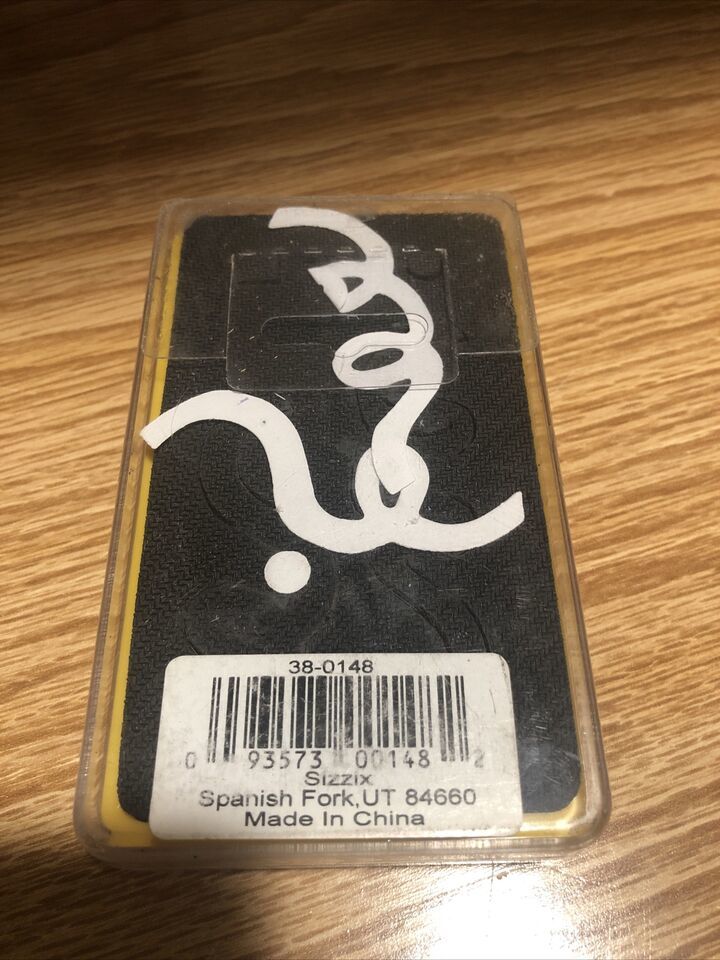 38-0148
0 93573 00148 2
Sizzix
Spanish Fork, UT 84660
Made In China